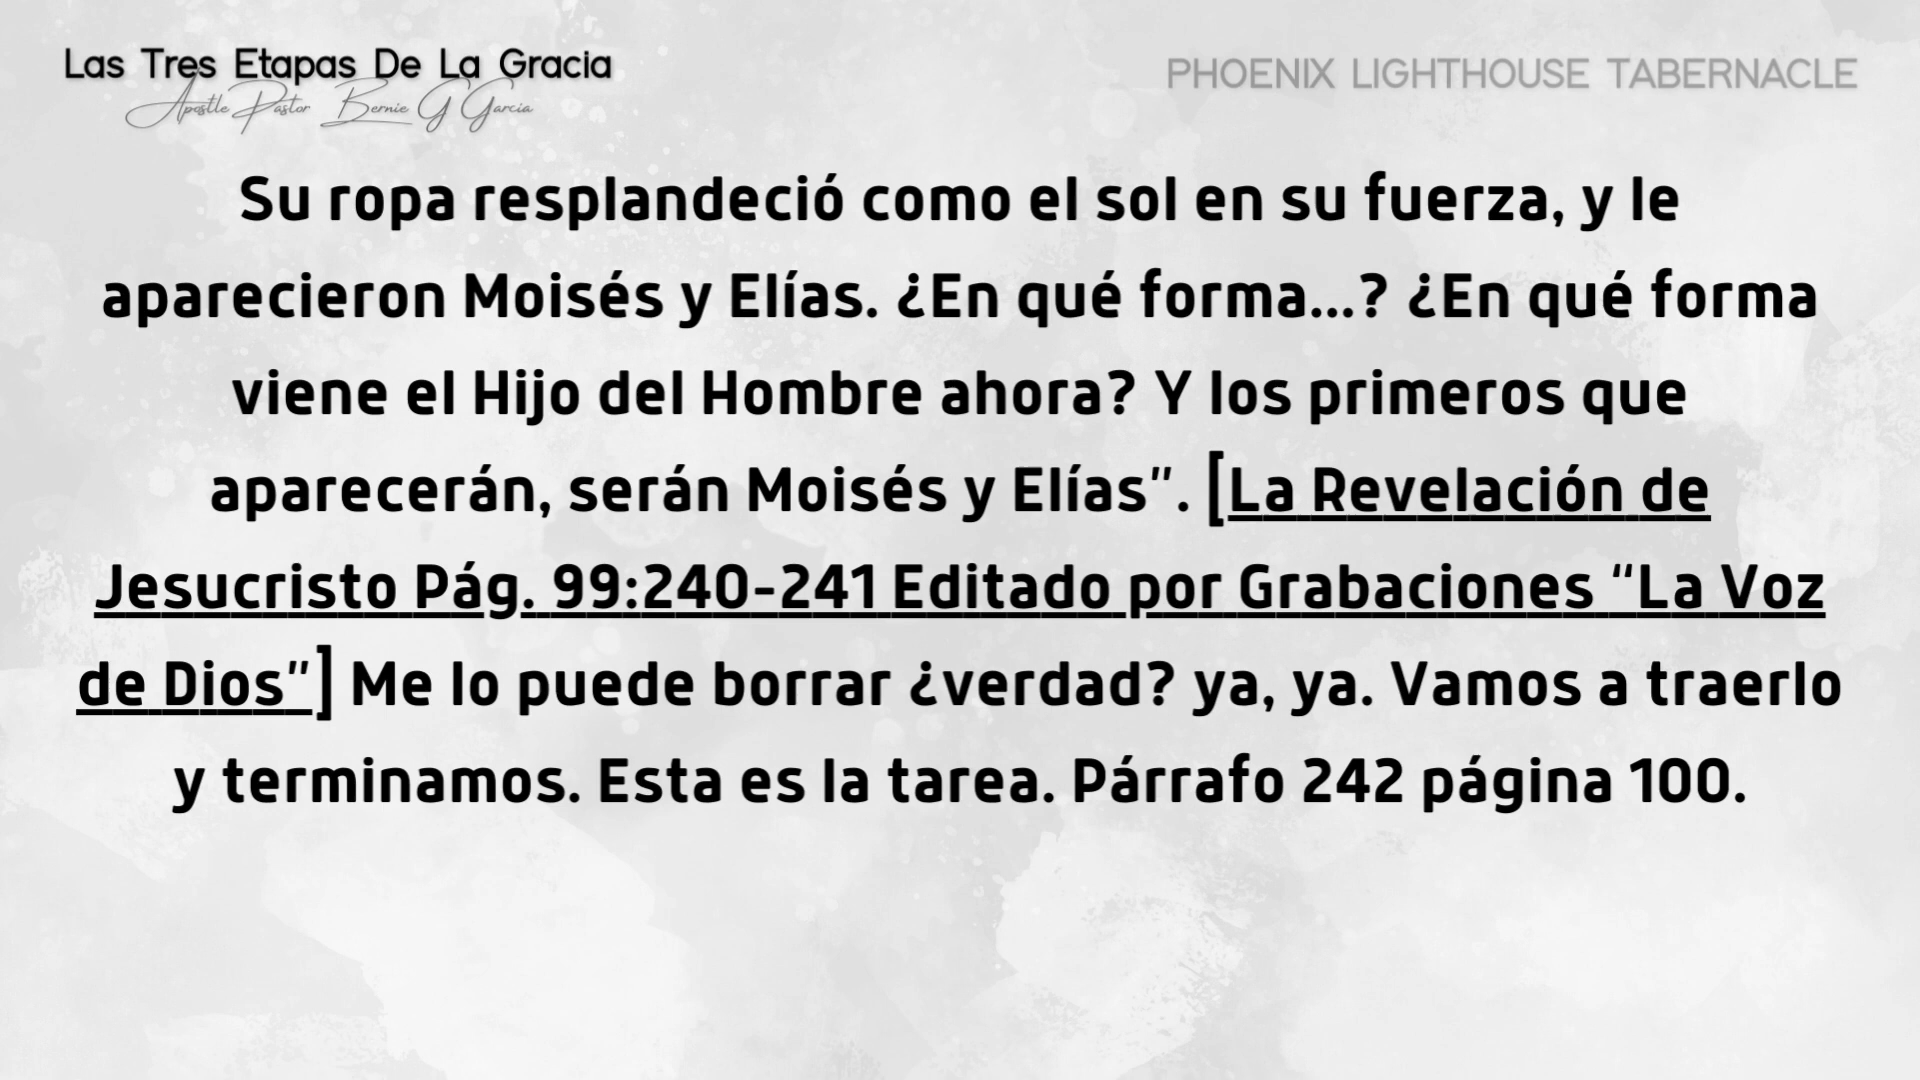 Las Tres Etapas De La Gracia
Apostle Pastor Bernie G Garcia
PHOENIX LIGHTHOUSE TABERNACLE
Su ropa resplandeció como el sol en su fuerza, y le
aparecieron Moisés y Elías. ¿En qué forma...? ¿En qué forma
viene el Hijo del Hombre ahora? Y los primeros que
aparecerán, serán Moisés y Elías”. [La Revelación de
Jesucristo Pág. 99:240-241 Editado por Grabaciones “La Voz
de Dios”] Me lo puede borrar ¿verdad? ya, ya. Vamos a traerlo
y terminamos. Esta es la tarea. Párrafo 242 página 100.